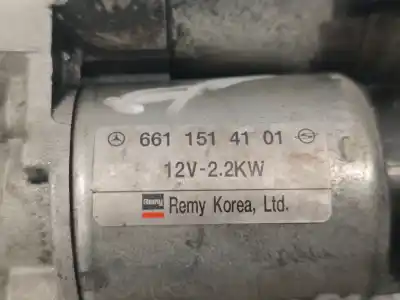 661 151 41 01
12V-2.2KW
Remy Remy Korea, Ltd.